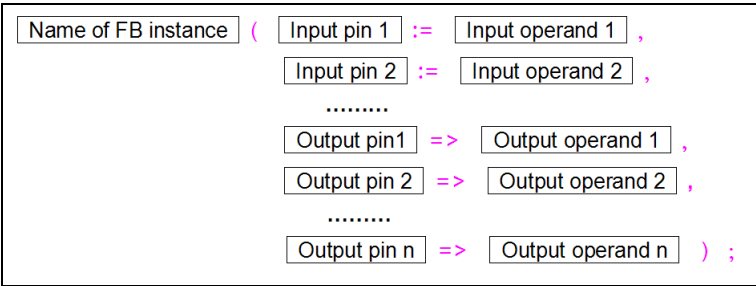 Name of FB instance ( Input pin 1 := Input operand 1 ,
Input pin 2 := Input operand 2 ,
.........
Output pin1 => Output operand 1 ,
Output pin 2 => Output operand 2 ,
.........
Output pin n => Output operand n ) ;